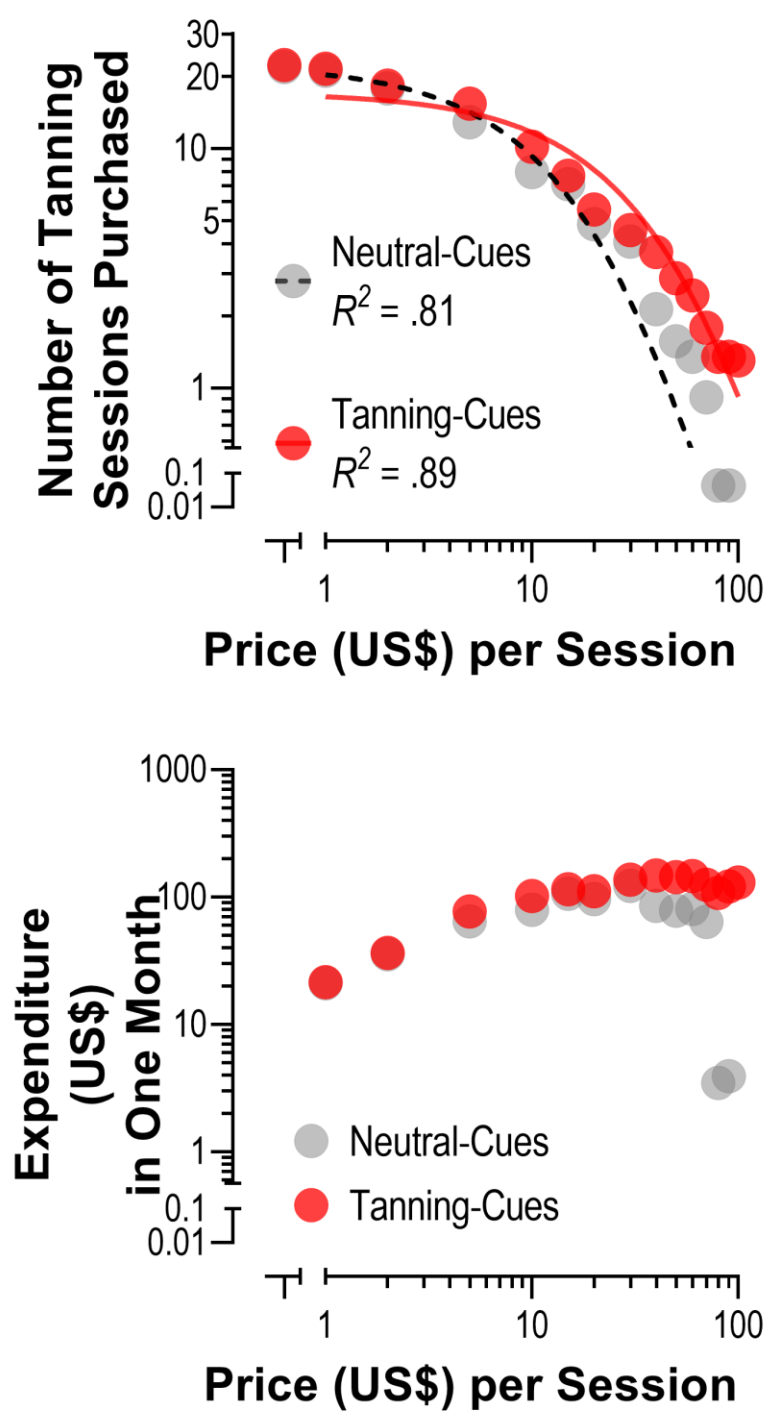 Number of Tanning
Sessions Purchased
30
20
10
5
1
0.1
0.01
Neutral-Cues
R² = .81
Tanning-Cues
R² = .89
1
10
100
Price (US$) per Session
Expenditure
(US$)
in One Month
1000
100
10
1
0.1
0.01
Neutral-Cues
Tanning-Cues
1
10
100
Price (US$) per Session